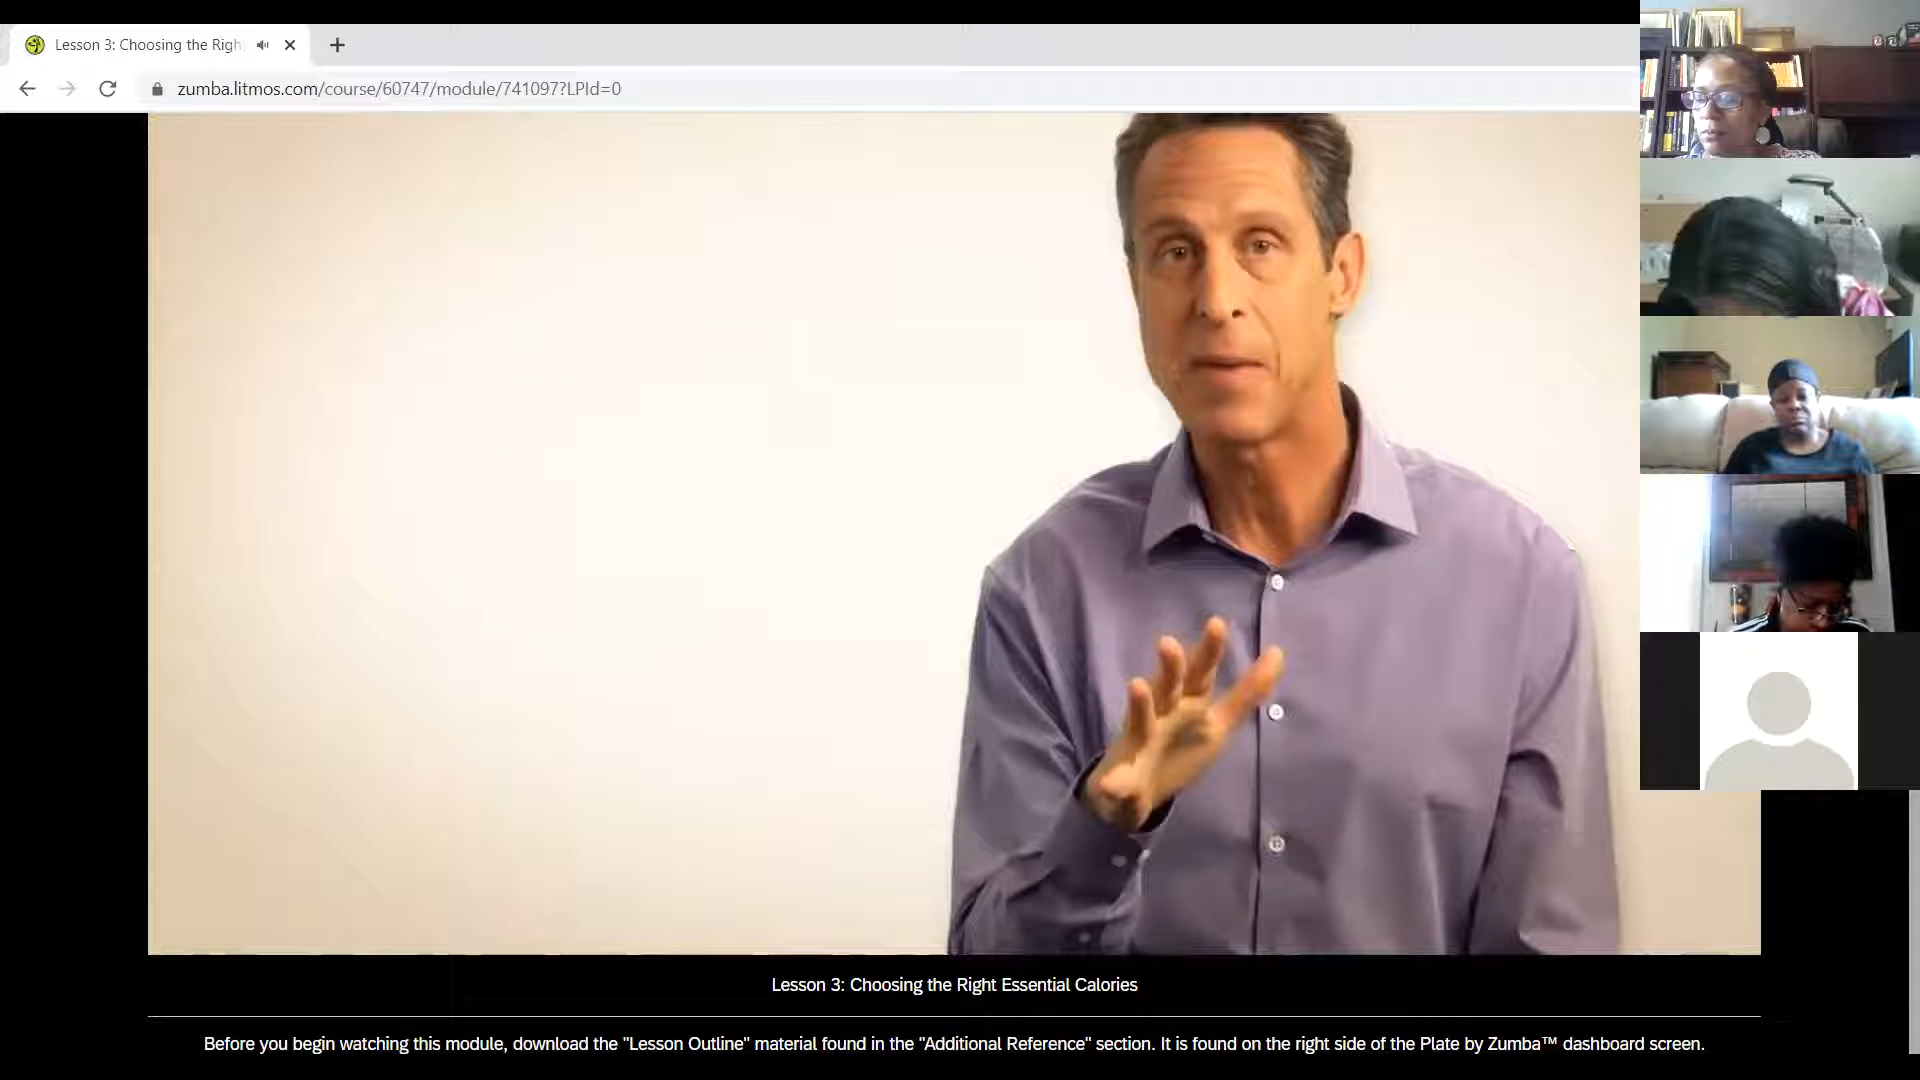 Lesson 3: Choosing the Righ
zumba.litmos.com/course/60747/module/741097?LPId=0
Lesson 3: Choosing the Right Essential Calories
Before you begin watching this module, download the "Lesson Outline" material found in the "Additional Reference" section. It is found on the right side of the Plate by Zumba™ dashboard screen.